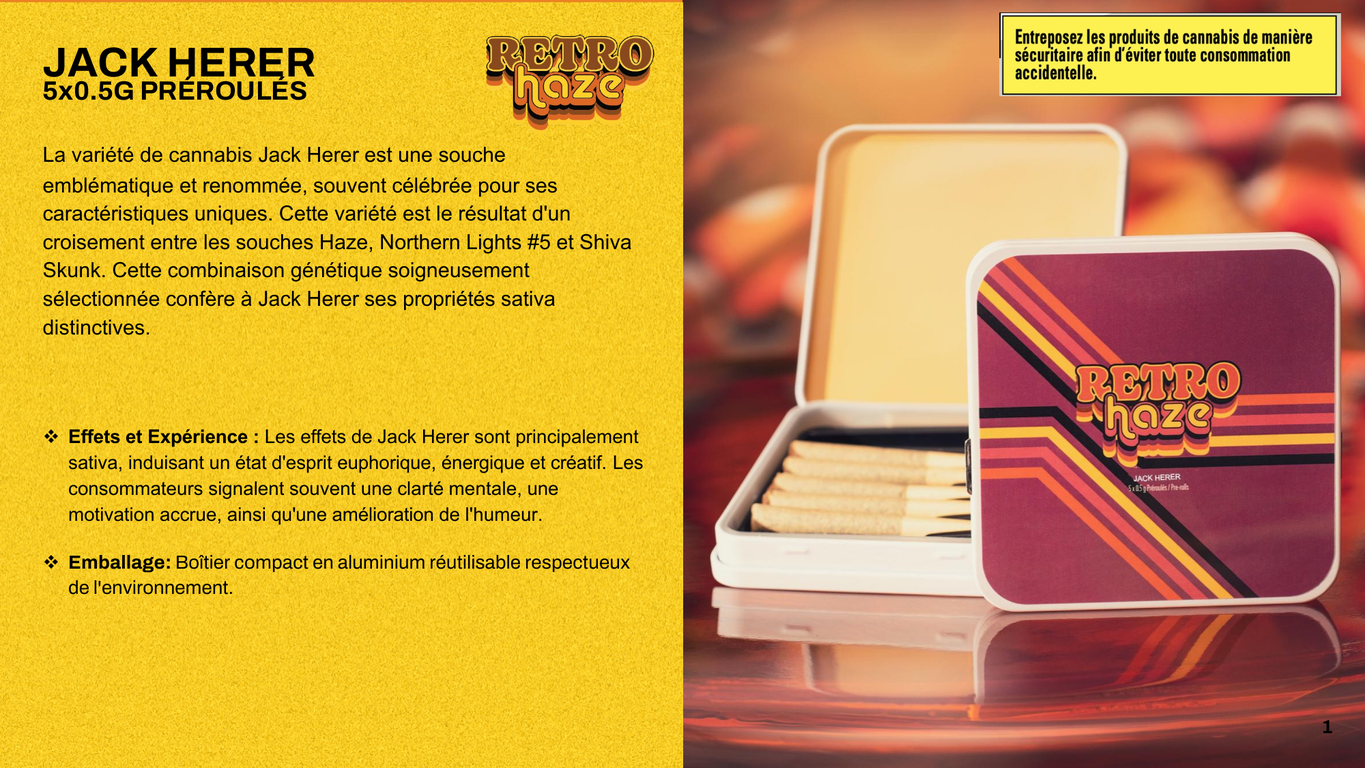 JACK HERER
5x0.5G PRÉROULÉS
RETRO
haze
La variété de cannabis Jack Herer est une souche
emblématique et renommée, souvent célébrée pour ses
caractéristiques uniques. Cette variété est le résultat d'un
croisement entre les souches Haze, Northern Lights #5 et Shiva
Skunk. Cette combinaison génétique soigneusement
sélectionnée confère à Jack Herer ses propriétés sativa
distinctives.
❖ Effets et Expérience : Les effets de Jack Herer sont principalement
sativa, induisant un état d'esprit euphorique, énergique et créatif. Les
consommateurs signalent souvent une clarté mentale, une
motivation accrue, ainsi qu'une amélioration de l'humeur.
❖ Emballage: Boîtier compact en aluminium réutilisable respectueux
de l'environnement.
Entreposez les produits de cannabis de manière
sécuritaire afin d'éviter toute consommation
accidentelle.
RETRO
haze
JACK HERER
5 x 0.5 g Préroulés / Pre-rolls
1